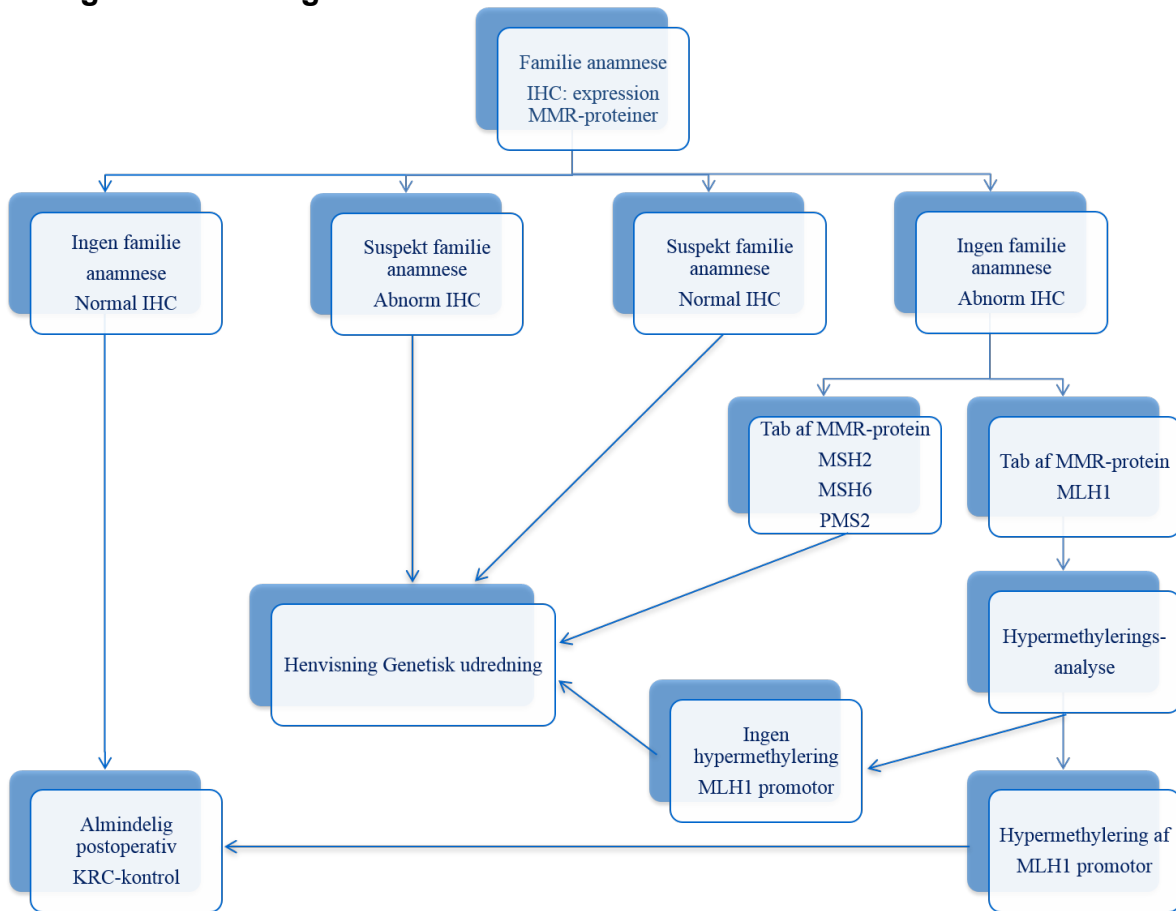 Familie anamnese
IHC: expression
MMR-proteiner
Ingen familie
anamnese
Normal IHC
Suspekt familie
anamnese
Abnorm IHC
Suspekt familie
anamnese
Normal IHC
Ingen familie
anamnese
Abnorm IHC
Tab af MMR-protein
MSH2
MSH6
PMS2
Tab af MMR-protein
MLH1
Henvisning Genetisk udredning
Hypermethylerings-
analyse
Ingen
hypermethylering
MLH1 promotor
Almindelig
postoperativ
KRC-kontrol
Hypermethylering af
MLH1 promotor